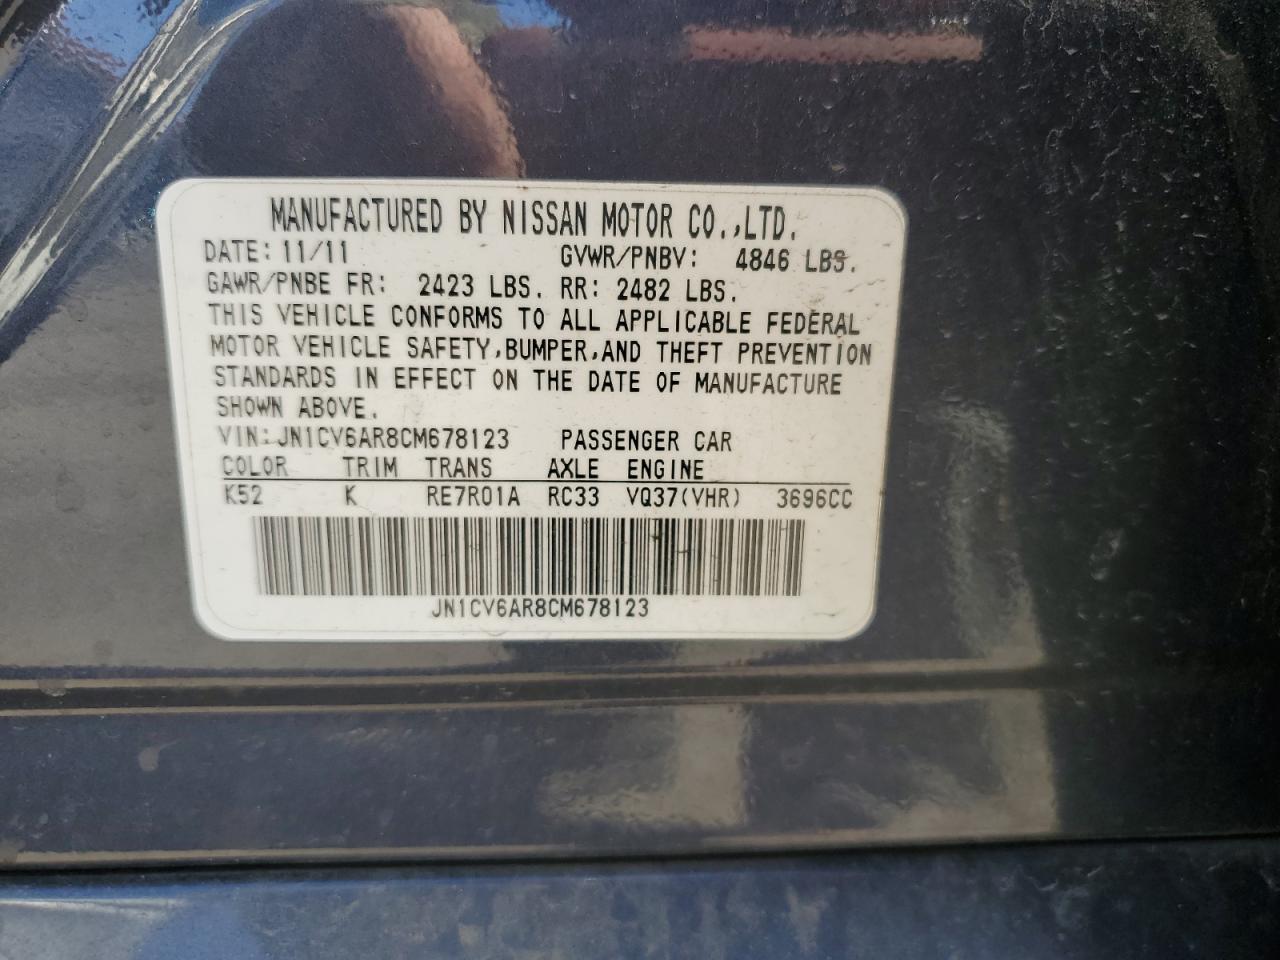 MANUFACTURED BY NISSAN MOTOR CO.,LTD.
DATE: 11/11 GVWR/PNBV: 4846 LBS.
GAWR/PNBE FR: 2423 LBS. RR: 2482 LBS.
THIS VEHICLE CONFORMS TO ALL APPLICABLE FEDERAL
MOTOR VEHICLE SAFETY,BUMPER,AND THEFT PREVENTION
STANDARDS IN EFFECT ON THE DATE OF MANUFACTURE
SHOWN ABOVE.
VIN: JN1CV6AR8CM678123 PASSENGER CAR
COLOR TRIM TRANS AXLE ENGINE
K52 K RE7R01A RC33 VQ37(VHR) 3696CC
JN1CV6AR8CM678123